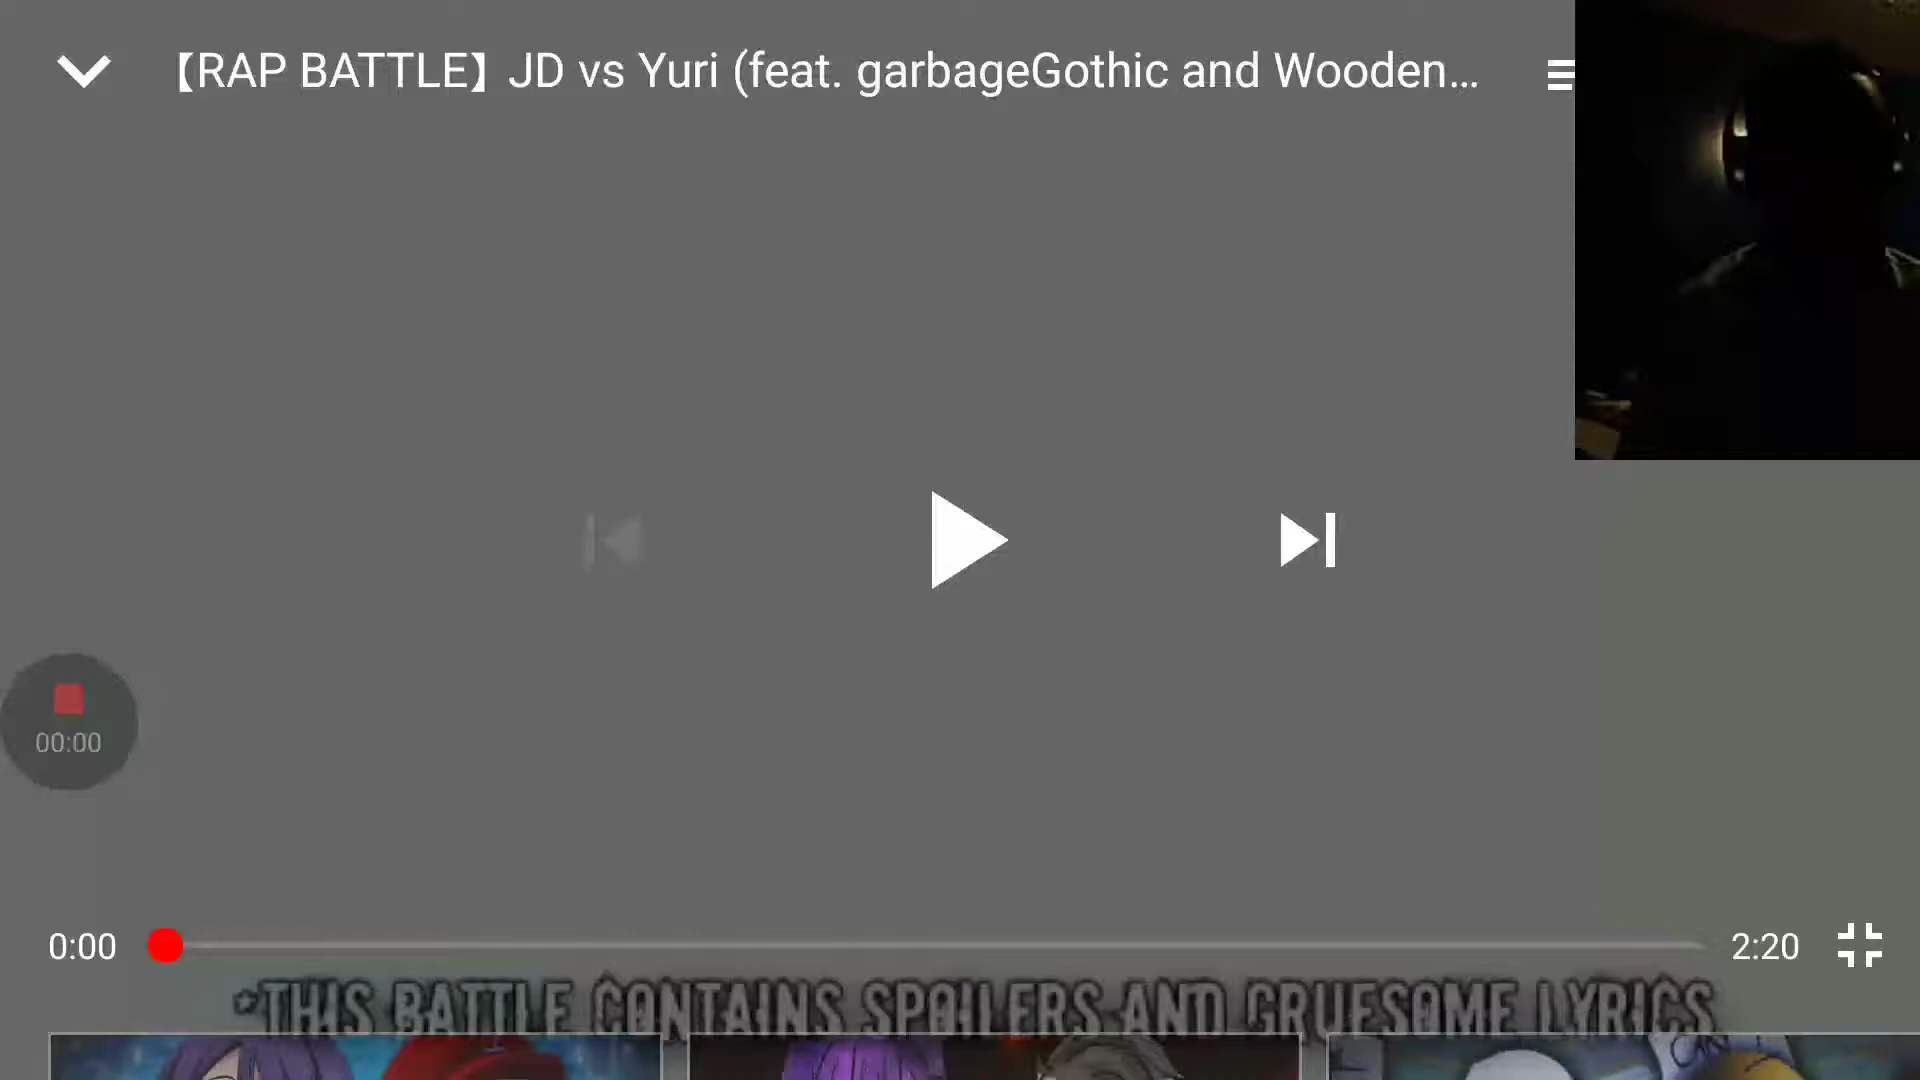 【RAP BATTLE】JD vs Yuri (feat. garbageGothic and Wooden...
00:00
0:00
2:20
*THIS BATTLE CONTAINS SPOILERS AND GRUESOME LYRICS